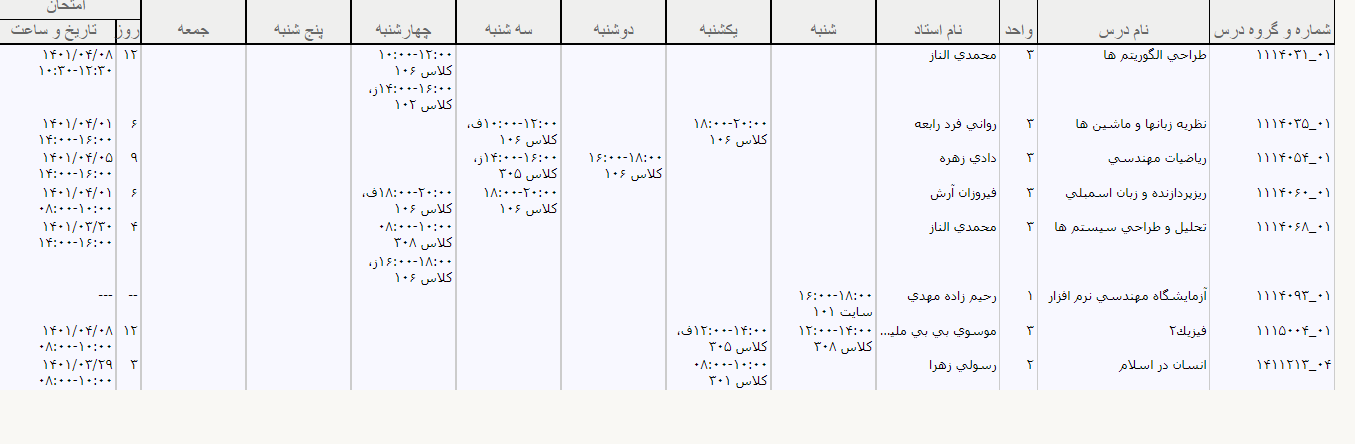 امتحان
شماره و گروه درس نام درس واحد نام استاد شنبه یکشنبه دوشنبه سه شنبه چهارشنبه پنج شنبه جمعه روز تاریخ و ساعت
۱۱۱۴۰۳۱_۰۱ طراحي الگوريتم ها ۳ محمدي الناز ۱۰:۰۰-۱۲:۰۰ ۱۲ ۱۴۰۱/۰۴/۰۸
کلاس ۱۰۶ ۱۰:۳۰-۱۲:۳۰
۱۴:۰۰-۱۶:۰۰ز،
کلاس ۱۰۲
۱۱۱۴۰۳۵_۰۱ نظريه زبانها و ماشين ها ۳ رواني فرد رابعه ۱۸:۰۰-۲۰:۰۰ ۱۰:۰۰-۱۲:۰۰ف، ۶ ۱۴۰۱/۰۴/۰۱
کلاس ۱۰۶ کلاس ۱۰۶ ۱۴:۰۰-۱۶:۰۰
۱۱۱۴۰۵۴_۰۱ رياضيات مهندسي ۳ دادي زهره ۱۶:۰۰-۱۸:۰۰ ۱۴:۰۰-۱۶:۰۰ز، ۹ ۱۴۰۱/۰۴/۰۵
کلاس ۱۰۶ کلاس ۳۰۵ ۱۴:۰۰-۱۶:۰۰
۱۱۱۴۰۶۰_۰۱ ريزپردازنده و زبان اسمبلي ۳ فيروزان آرش ۱۸:۰۰-۲۰:۰۰ ۱۸:۰۰-۲۰:۰۰ف، ۶ ۱۴۰۱/۰۴/۰۱
کلاس ۱۰۶ کلاس ۱۰۶ ۰۸:۰۰-۱۰:۰۰
۱۱۱۴۰۶۸_۰۱ تحليل و طراحي سيستم ها ۳ محمدي الناز ۰۸:۰۰-۱۰:۰۰ ۴ ۱۴۰۱/۰۳/۳۰
کلاس ۳۰۸ ۱۴:۰۰-۱۶:۰۰
۱۶:۰۰-۱۸:۰۰ز،
کلاس ۱۰۶
۱۱۱۴۰۹۳_۰۱ آزمايشگاه مهندسي نرم افزار ۱ رحيم زاده مهدي ۱۶:۰۰-۱۸:۰۰ -- ---
سايت ۱۰۱
۱۱۱۵۰۰۴_۰۱ فيزيك۲ ۳ موسوي بي بي مليـ... ۱۲:۰۰-۱۴:۰۰ ۱۲:۰۰-۱۴:۰۰ف، ۱۲ ۱۴۰۱/۰۴/۰۸
کلاس ۳۰۸ کلاس ۳۰۵ ۰۸:۰۰-۱۰:۰۰
۱۴۱۱۲۱۳_۰۴ انسان در اسلام ۲ رسولي زهرا ۰۸:۰۰-۱۰:۰۰ ۳ ۱۴۰۱/۰۳/۲۹
کلاس ۳۰۱ ۰۸:۰۰-۱۰:۰۰